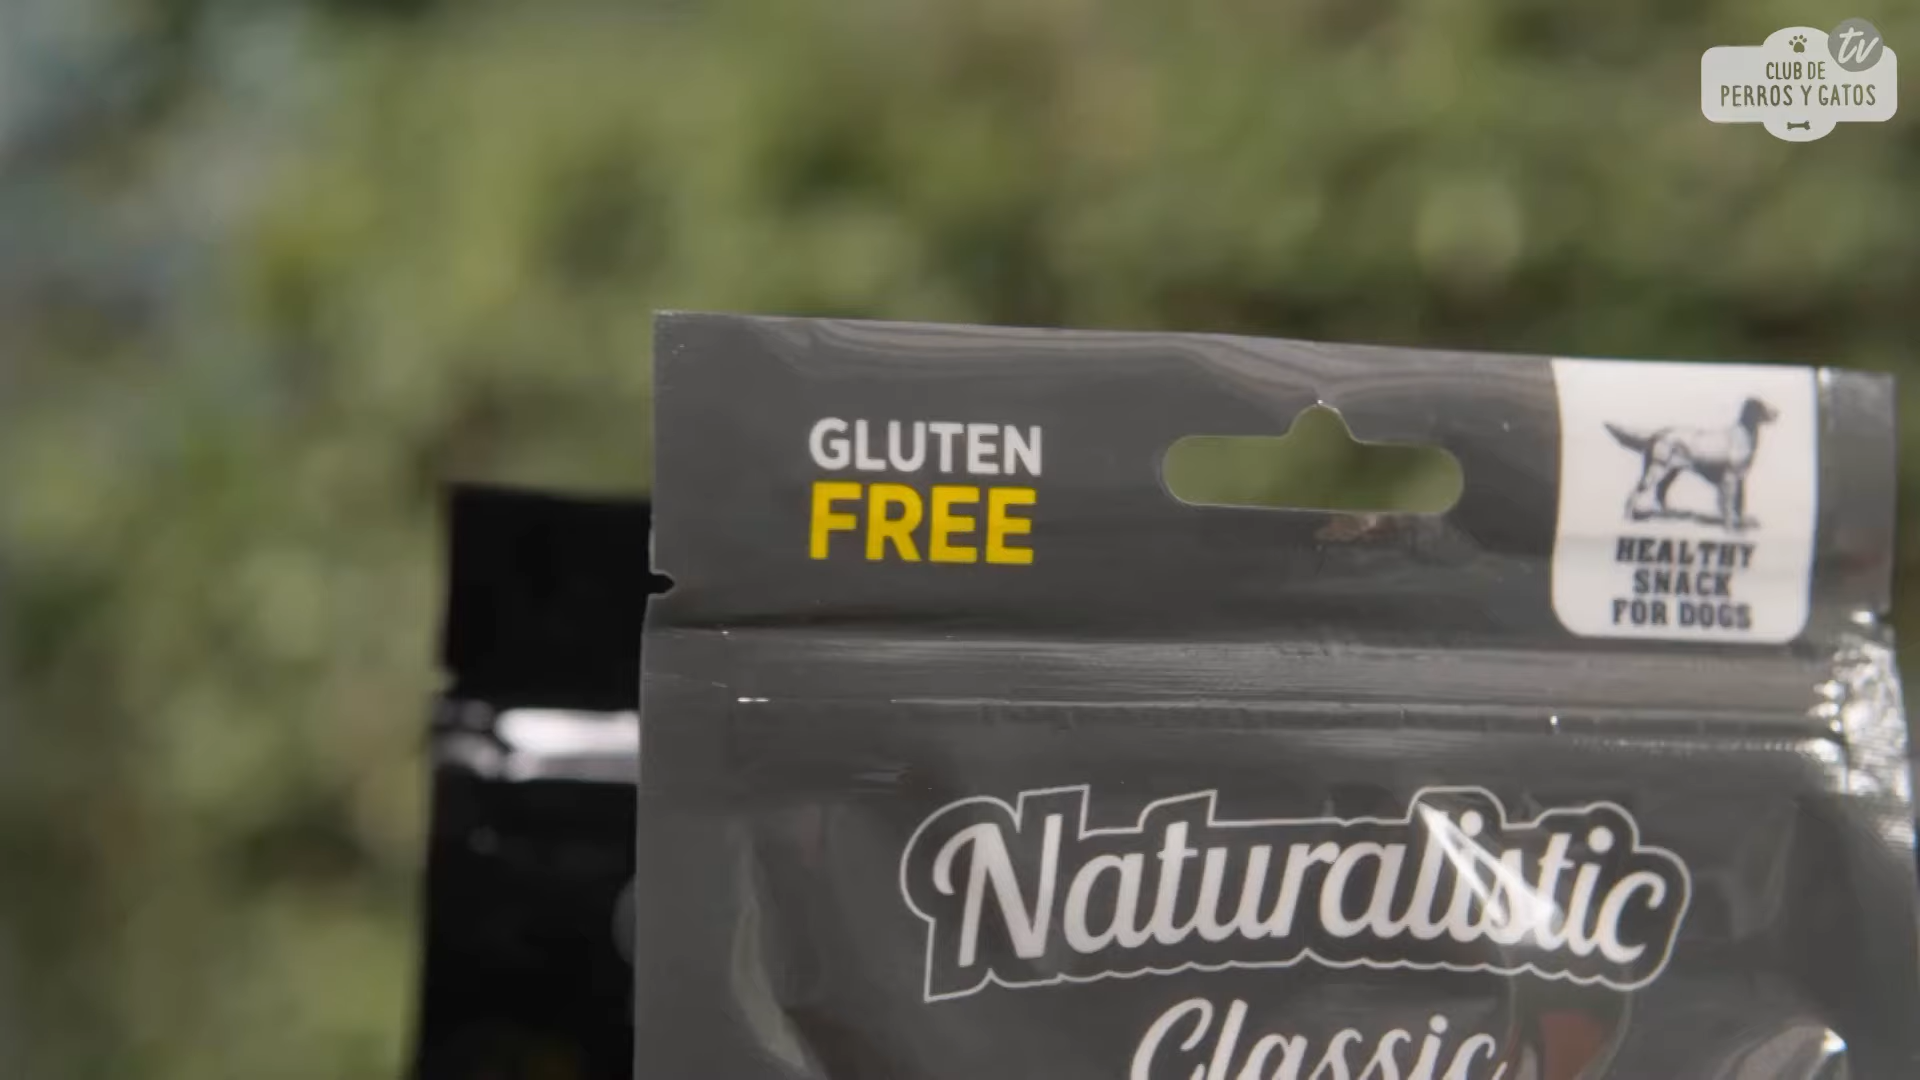 tv
CLUB DE
PERROS Y GATOS
GLUTEN
FREE
HEALTHY
SNACK
FOR DOGS
Naturalistic
Classic